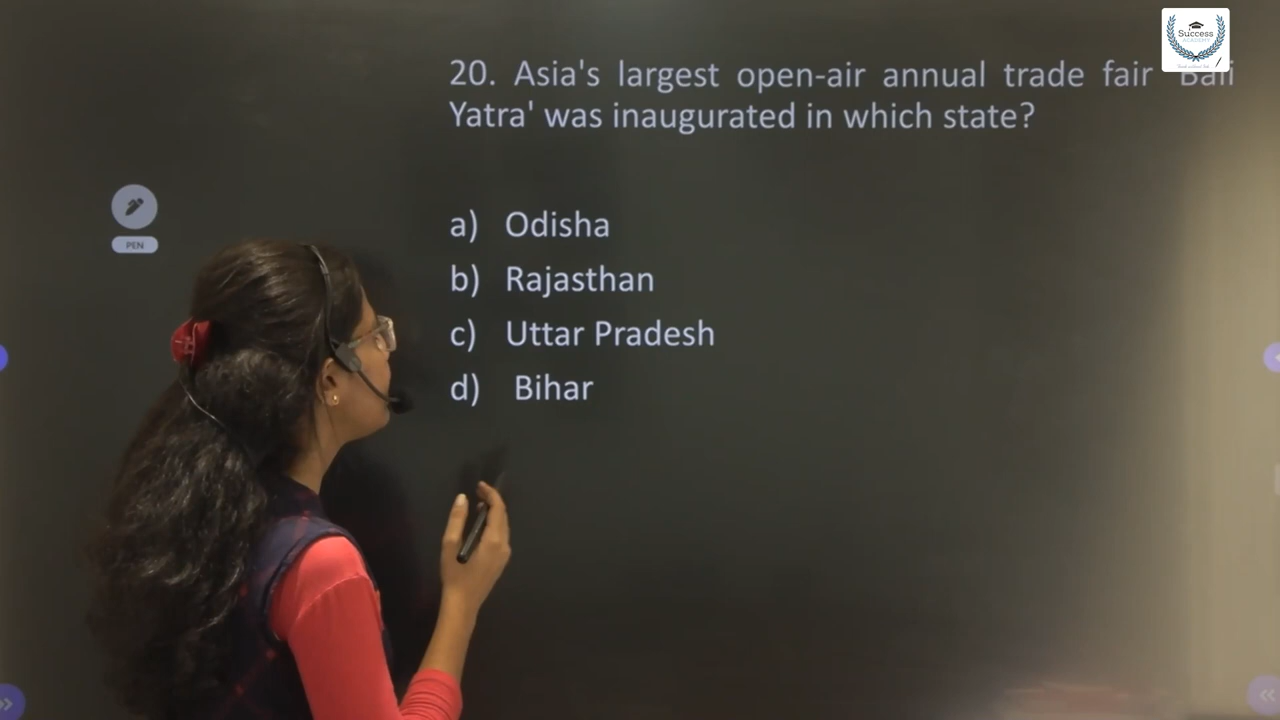 Success
ACADEMY
20. Asia's largest open-air annual trade fair 'Bali
Yatra' was inaugurated in which state?
PEN
a) Odisha
b) Rajasthan
c) Uttar Pradesh
d) Bihar